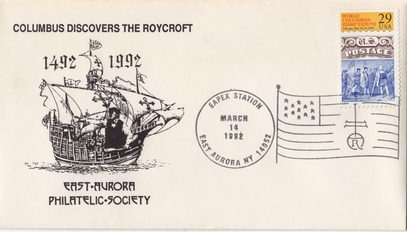 COLUMBUS DISCOVERS THE ROYCROFT
1492 1992
EAST·AURORA
PHILATELIC·SOCIETY
EAPEX STATION
MARCH
14
1992
EAST AURORA NY 14052
WORLD
COLUMBIAN
STAMP EXPO 92
29
USA
U.S.
POSTAGE
R